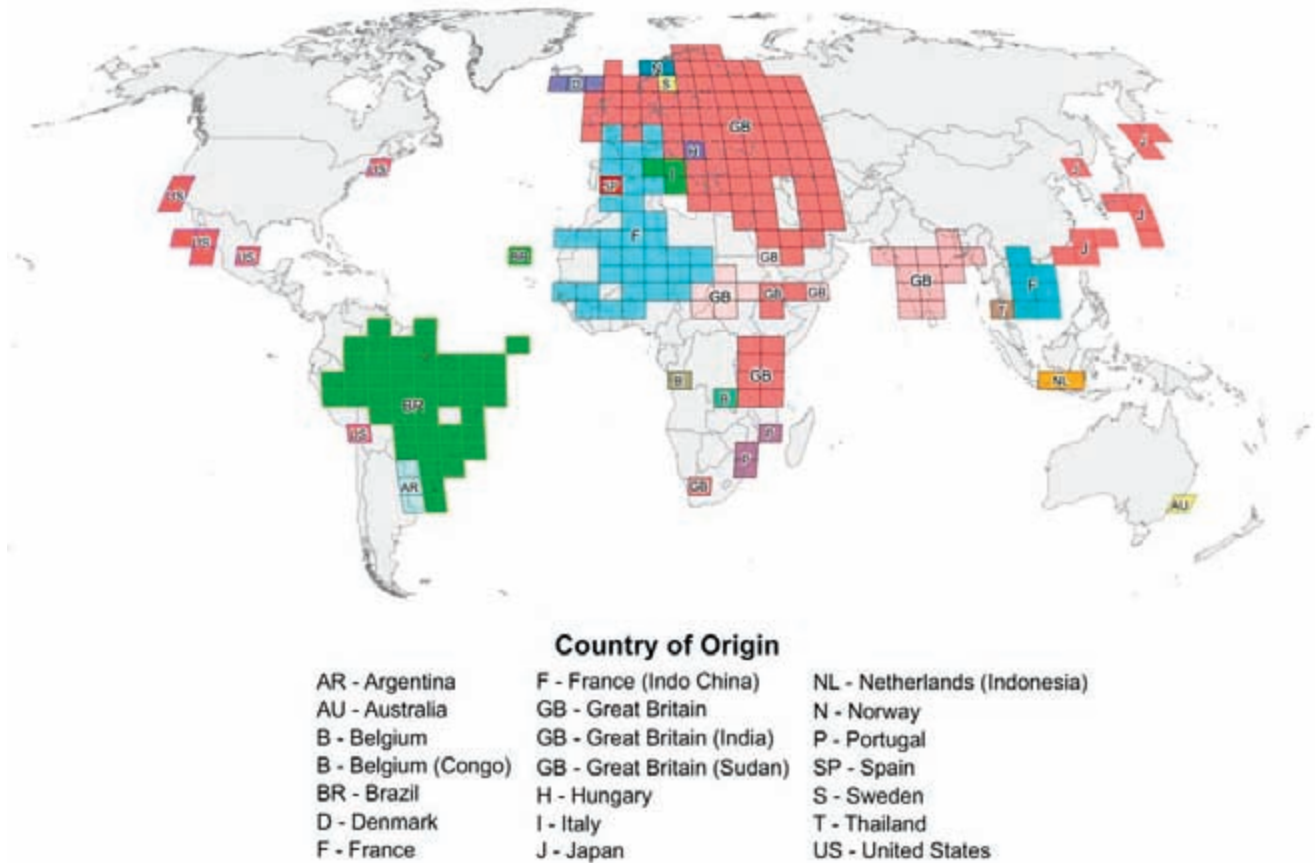 N
D
S
GB
H
I
US
J
J
US
SP
J
US
US
F
BR
GB
J
GB
F
GB
GB
GB
T
B
GB
NL
B
BR
US
P
P
AR
GB
AU
Country of Origin
AR - Argentina
AU - Australia
B - Belgium
B - Belgium (Congo)
BR - Brazil
D - Denmark
F - France
F - France (Indo China)
GB - Great Britain
GB - Great Britain (India)
GB - Great Britain (Sudan)
H - Hungary
I - Italy
J - Japan
NL - Netherlands (Indonesia)
N - Norway
P - Portugal
SP - Spain
S - Sweden
T - Thailand
US - United States